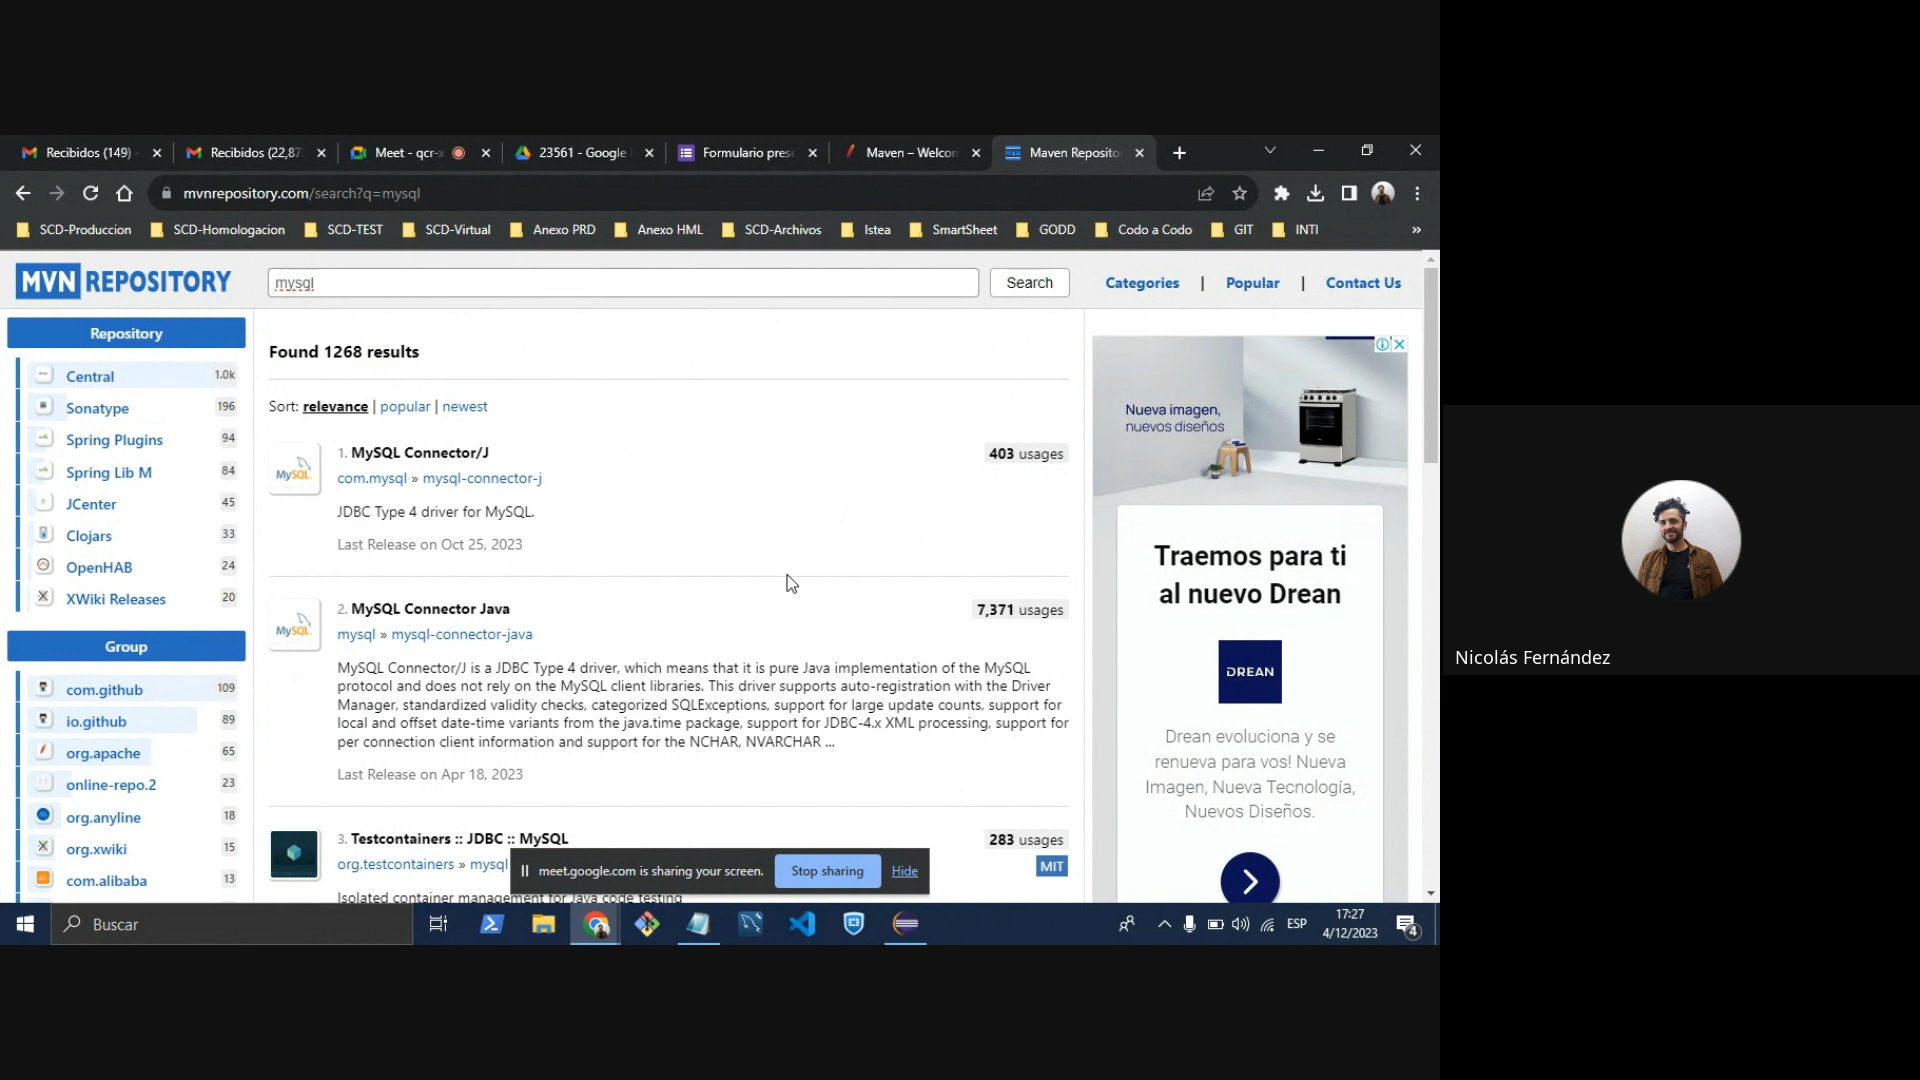 Recibidos (149) -
Recibidos (22,87
Meet - qcr-x
23561 - Google
Formulario pres
Maven – Welcon
Maven Reposito
mvnrepository.com/search?q=mysql
SCD-Produccion
SCD-Homologacion
SCD-TEST
SCD-Virtual
Anexo PRD
Anexo HML
SCD-Archivos
Istea
SmartSheet
GODD
Codo a Codo
GIT
INTI
»
MVN REPOSITORY
mysql
Search
Categories | Popular | Contact Us
Repository
Central 1.0k
Sonatype 196
Spring Plugins 94
Spring Lib M 84
JCenter 45
Clojars 33
OpenHAB 24
XWiki Releases 20
Group
com.github 109
io.github 89
org.apache 65
online-repo.2 23
org.anyline 18
org.xwiki 15
com.alibaba 13
Found 1268 results
Sort: relevance | popular | newest
1. MySQL Connector/J
403 usages
MySQL
com.mysql » mysql-connector-j
JDBC Type 4 driver for MySQL.
Last Release on Oct 25, 2023
2. MySQL Connector Java
7,371 usages
MySQL
mysql » mysql-connector-java
MySQL Connector/J is a JDBC Type 4 driver, which means that it is pure Java implementation of the MySQL
protocol and does not rely on the MySQL client libraries. This driver supports auto-registration with the Driver
Manager, standardized validity checks, categorized SQLExceptions, support for large update counts, support for
local and offset date-time variants from the java.time package, support for JDBC-4.x XML processing, support for
per connection client information and support for the NCHAR, NVARCHAR ...
Last Release on Apr 18, 2023
3. Testcontainers :: JDBC :: MySQL
283 usages
org.testcontainers » mysql
MIT
Isolated container management for Java code testing
meet.google.com is sharing your screen.
Stop sharing
Hide
Nueva imagen,
nuevos diseños
Traemos para ti
al nuevo Drean
DREAN
Drean evoluciona y se
renueva para vos! Nueva
Imagen, Nueva Tecnología,
Nuevos Diseños.
Buscar
ESP
17:27
4/12/2023
4
Nicolás Fernández